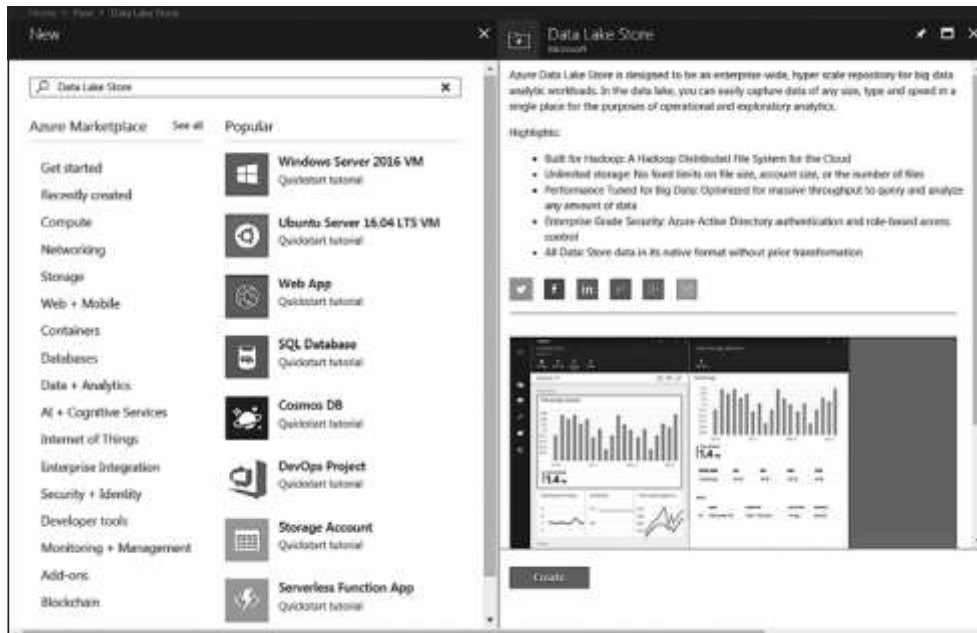 Home > New > Data Lake Store
New
Data Lake Store
Azure Marketplace See all
Get started
Recently created
Compute
Networking
Storage
Web + Mobile
Containers
Databases
Data + Analytics
AI + Cognitive Services
Internet of Things
Enterprise Integration
Security + Identity
Developer tools
Monitoring + Management
Add-ons
Blockchain
Popular
Windows Server 2016 VM
Quickstart tutorial
Ubuntu Server 16.04 LTS VM
Quickstart tutorial
Web App
Quickstart tutorial
SQL Database
Quickstart tutorial
Cosmos DB
Quickstart tutorial
DevOps Project
Quickstart tutorial
Storage Account
Quickstart tutorial
Serverless Function App
Quickstart tutorial
Data Lake Store
Microsoft
Azure Data Lake Store is designed to be an enterprise-wide, hyper scale repository for big data
analytic workloads. In the data lake, you can easily capture data of any size, type and speed in a
single place for the purposes of operational and exploratory analytics.
Highlights:
• Built for Hadoop: A Hadoop Distributed File System for the Cloud
• Unlimited storage: No fixed limits on file size, account size, or the number of files
• Performance Tuned for Big Data: Optimized for massive throughput to query and analyze
any amount of data
• Enterprise Grade Security: Azure Active Directory authentication and role-based access
control
• All Data: Store data in its native format without prior transformation
Create